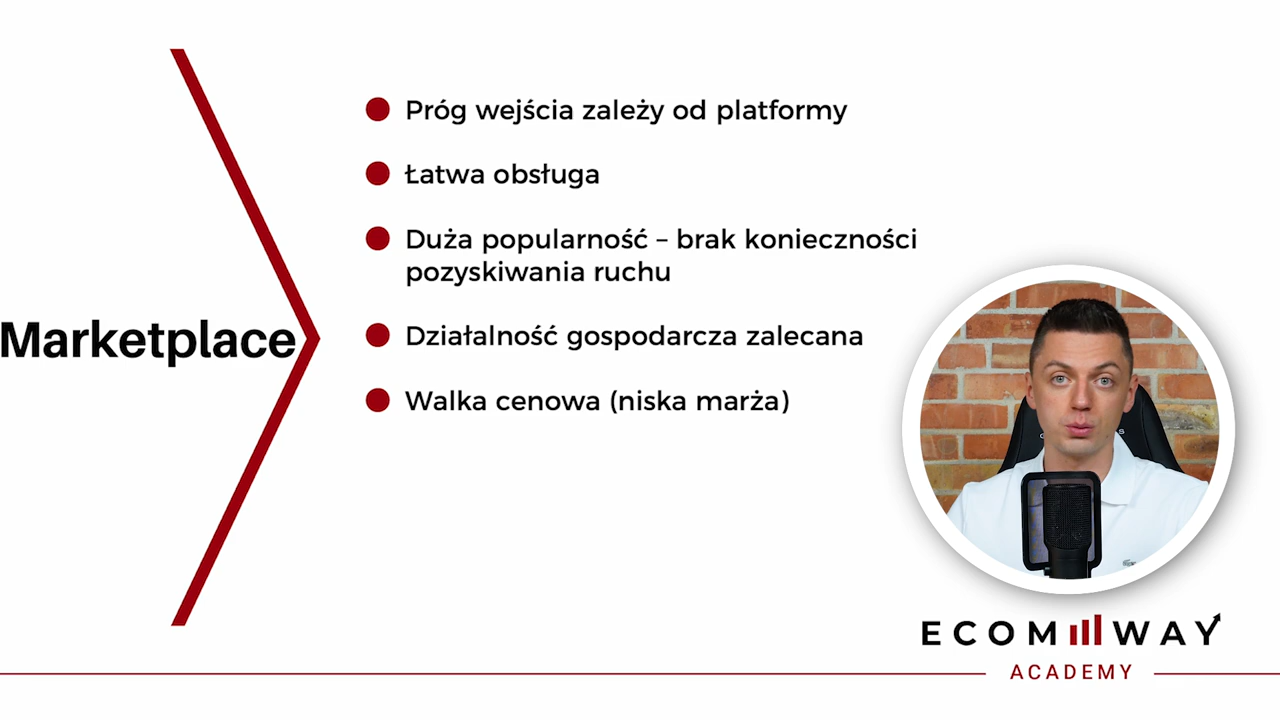 Marketplace
Próg wejścia zależy od platformy
Łatwa obsługa
Duża popularność – brak konieczności
pozyskiwania ruchu
Działalność gospodarcza zalecana
Walka cenowa (niska marża)
ECOM WAY
ACADEMY